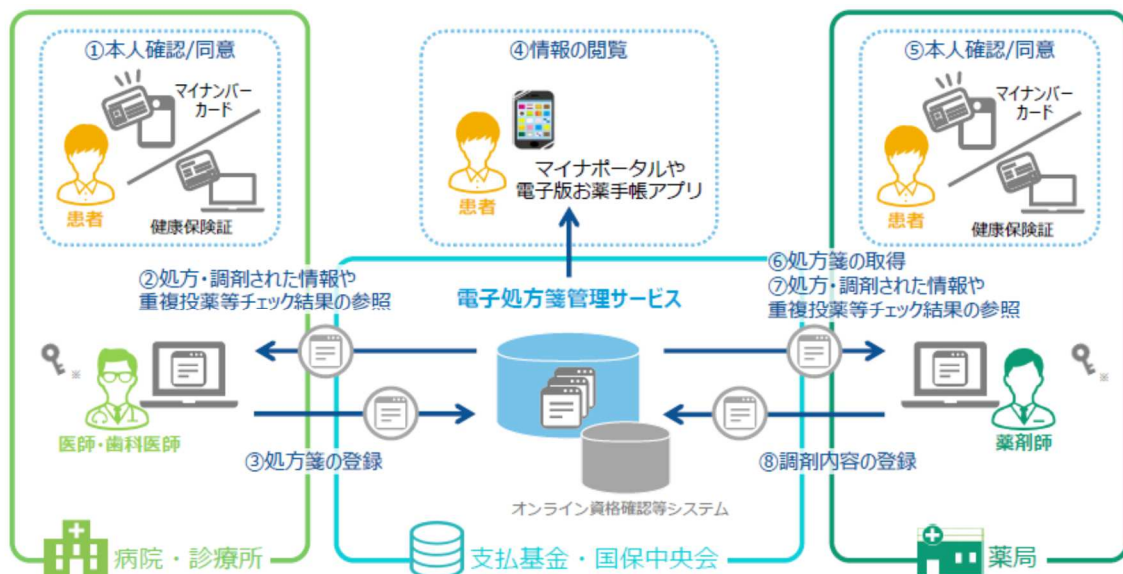 ①本人確認/同意
マイナンバー
カード
患者
健康保険証
②処方・調剤された情報や
重複投薬等チェック結果の参照
※
医師・歯科医師
③処方箋の登録
病院・診療所
④情報の閲覧
患者
マイナポータルや
電子版お薬手帳アプリ
電子処方箋管理サービス
オンライン資格確認等システム
支払基金・国保中央会
⑤本人確認/同意
マイナンバー
カード
患者
健康保険証
⑥処方箋の取得
⑦処方・調剤された情報や
重複投薬等チェック結果の参照
※
薬剤師
⑧調剤内容の登録
薬局